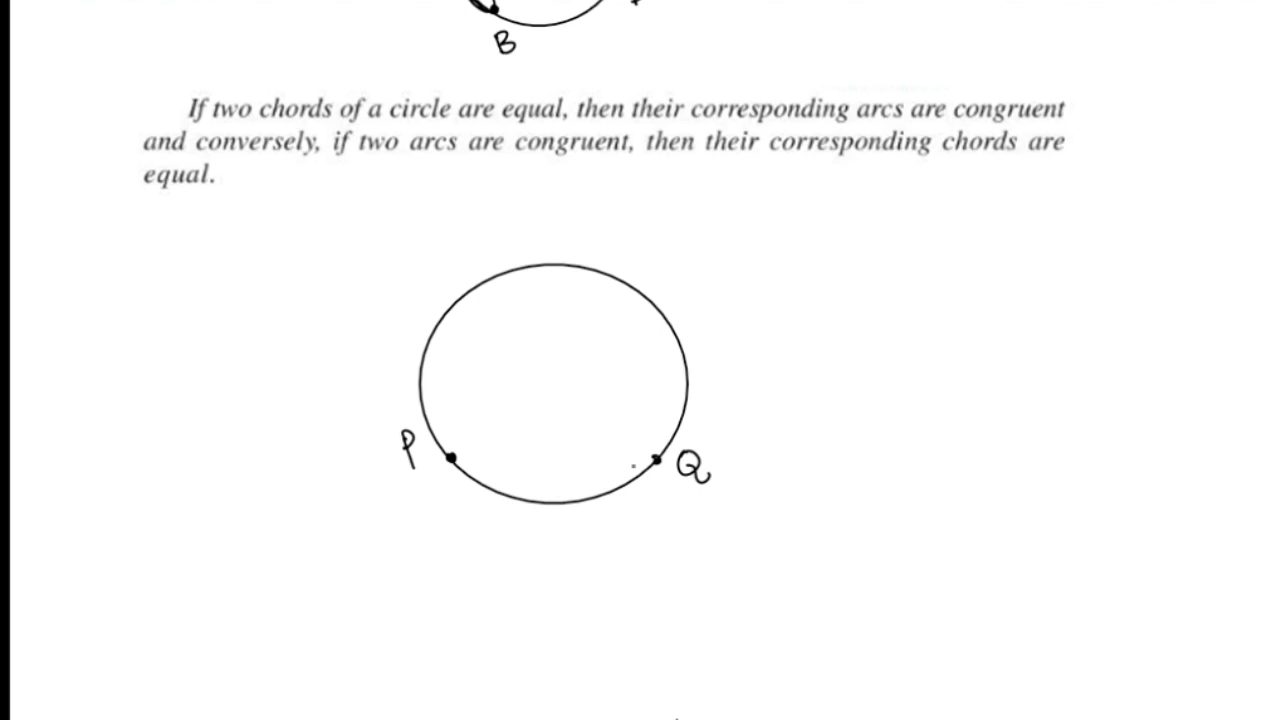 B
If two chords of a circle are equal, then their corresponding arcs are congruent
and conversely, if two arcs are congruent, then their corresponding chords are
equal.
P
Q